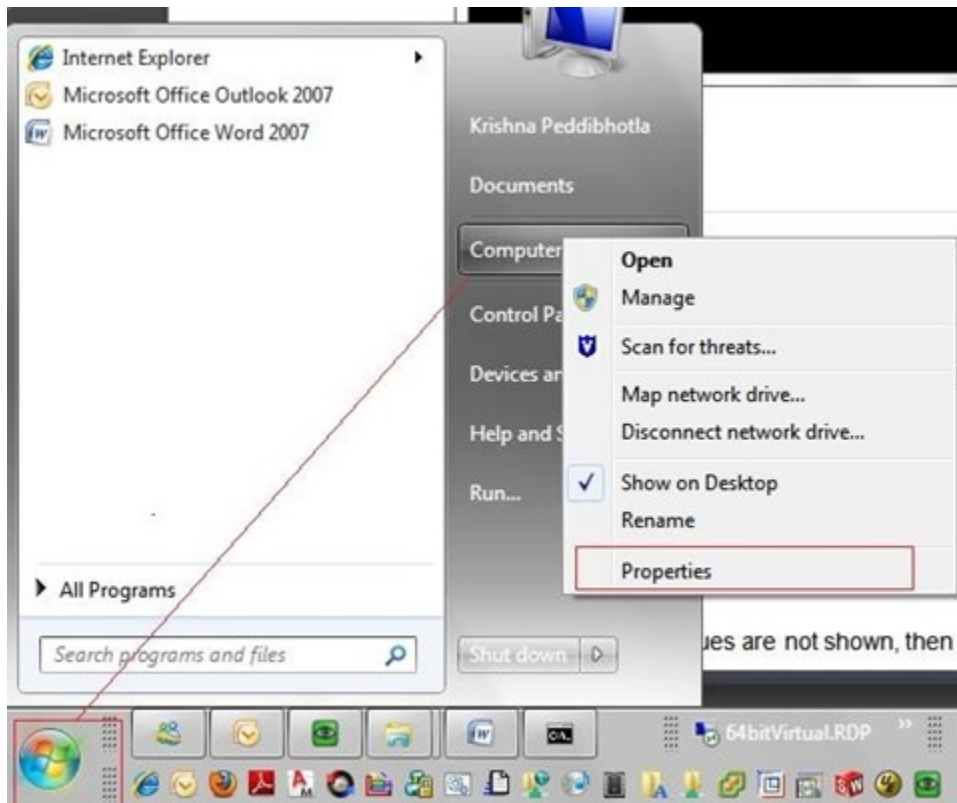 Internet Explorer
Microsoft Office Outlook 2007
Microsoft Office Word 2007
All Programs
Search programs and files
Krishna Peddibhotla
Documents
Computer
Control Pa
Devices an
Help and S
Run...
Shut down
Open
Manage
Scan for threats...
Map network drive...
Disconnect network drive...
Show on Desktop
Rename
Properties
ues are not shown, then
64bitVirtual.RDP